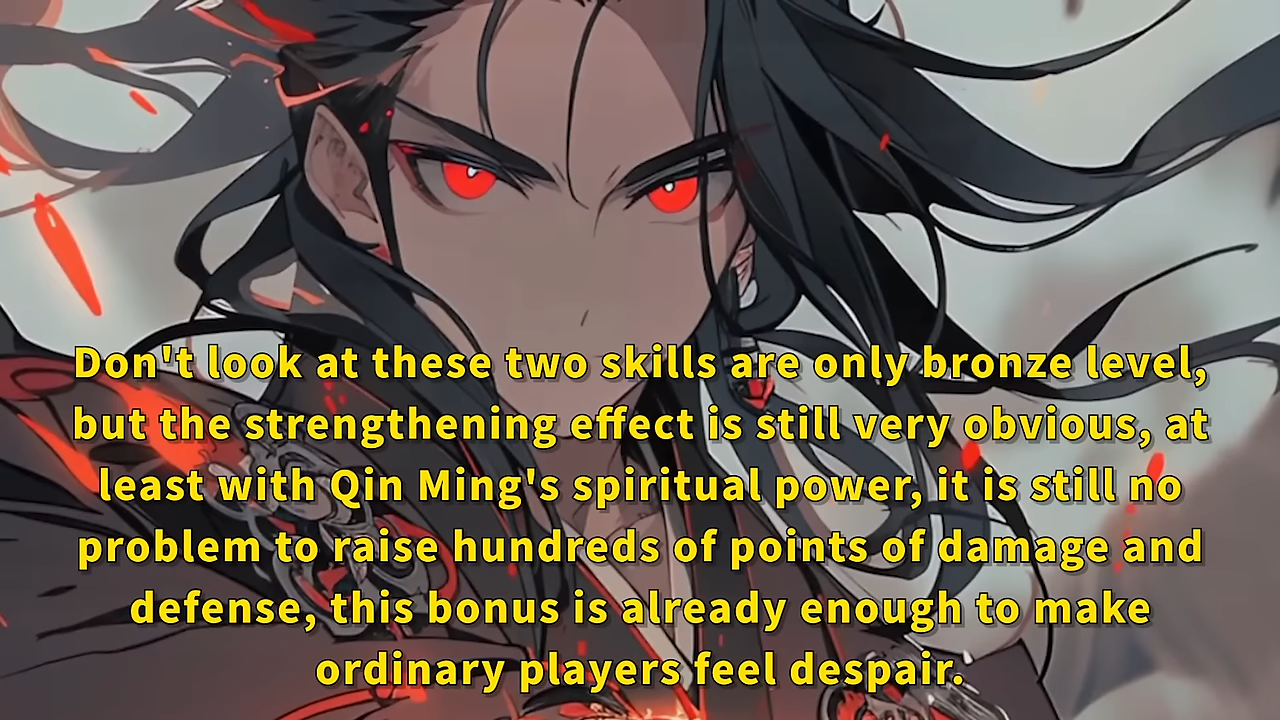 Don't look at these two skills are only bronze level,
but the strengthening effect is still very obvious, at
least with Qin Ming's spiritual power, it is still no
problem to raise hundreds of points of damage and
defense, this bonus is already enough to make
ordinary players feel despair.